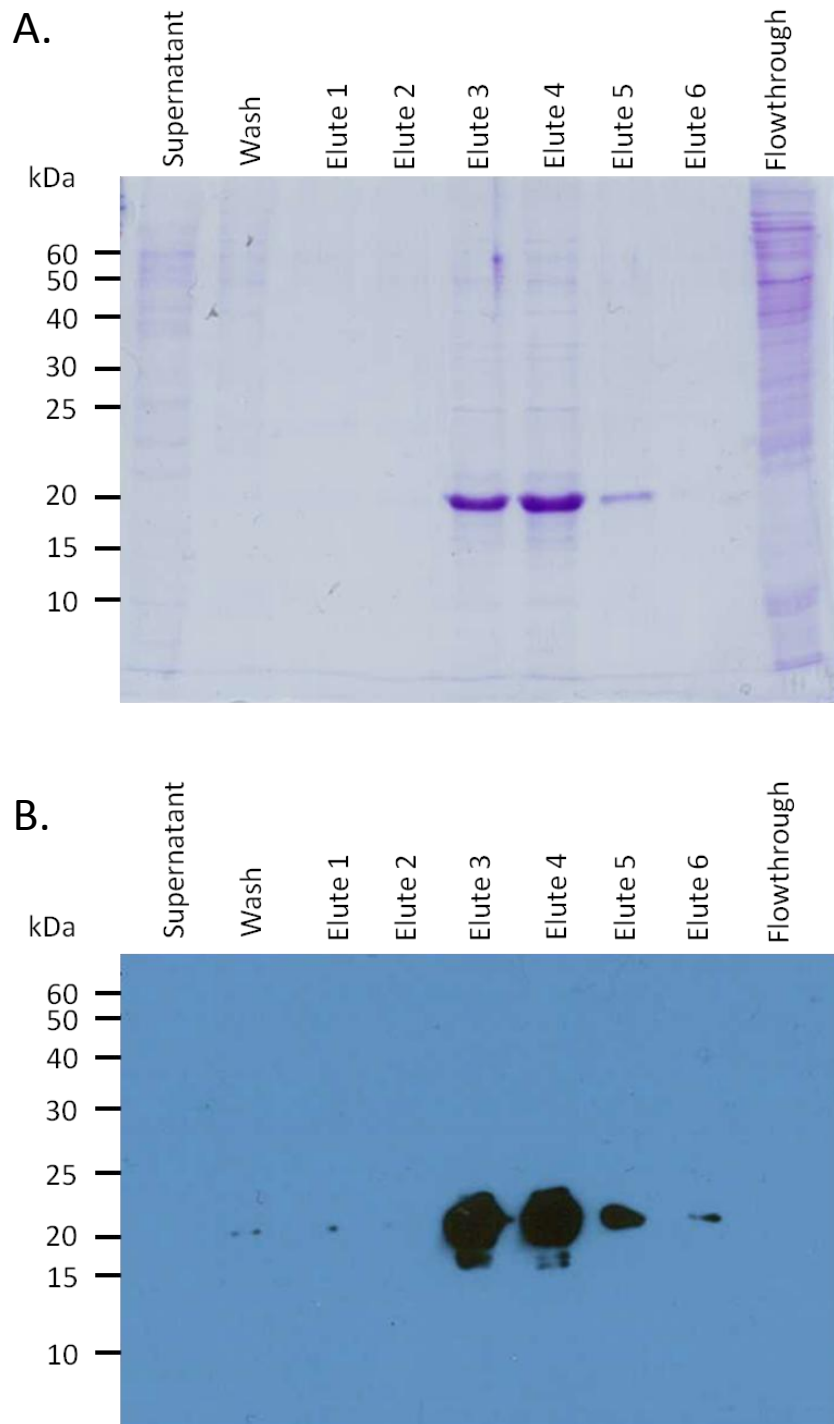 A.
Supernatant
Wash
Elute 1
Elute 2
Elute 3
Elute 4
Elute 5
Elute 6
Flowthrough
kDa
60
50
40
30
25
20
15
10
B.
Supernatant
Wash
Elute 1
Elute 2
Elute 3
Elute 4
Elute 5
Elute 6
Flowthrough
kDa
60
50
40
30
25
20
15
10